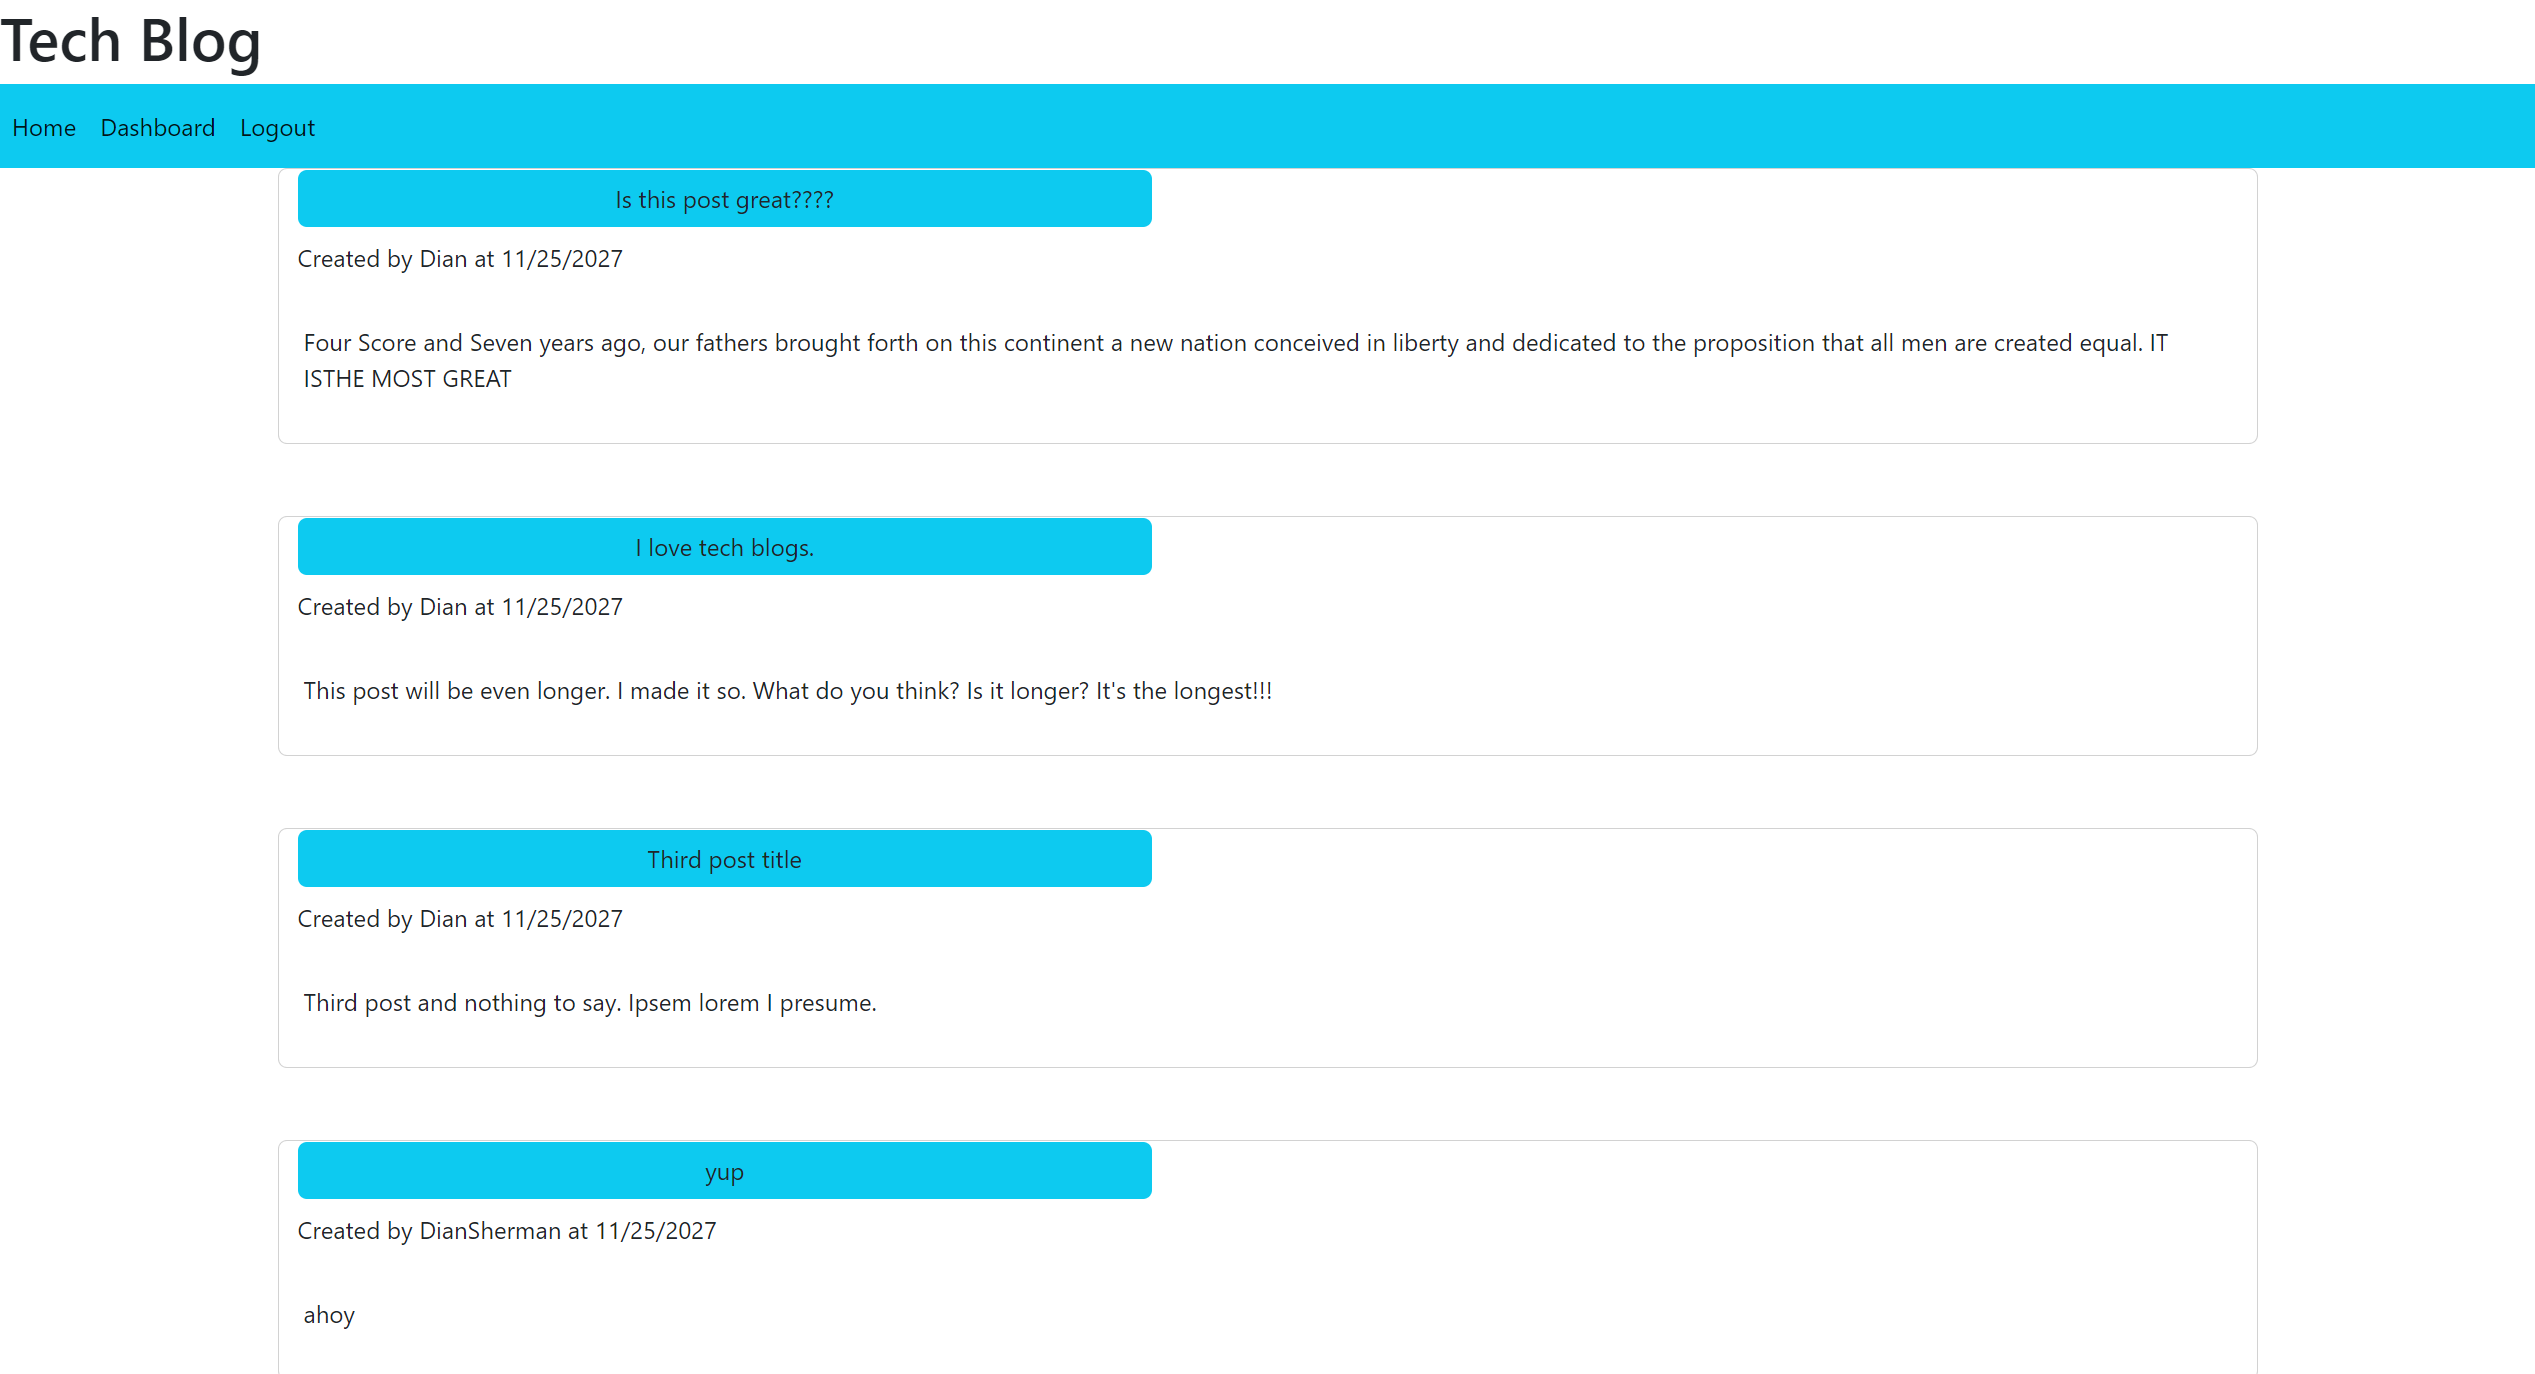 Tech Blog
Home Dashboard Logout
Is this post great????
Created by Dian at 11/25/2027
Four Score and Seven years ago, our fathers brought forth on this continent a new nation conceived in liberty and dedicated to the proposition that all men are created equal. IT
ISTHE MOST GREAT
I love tech blogs.
Created by Dian at 11/25/2027
This post will be even longer. I made it so. What do you think? Is it longer? It's the longest!!!
Third post title
Created by Dian at 11/25/2027
Third post and nothing to say. Ipsem lorem I presume.
yup
Created by DianSherman at 11/25/2027
ahoy